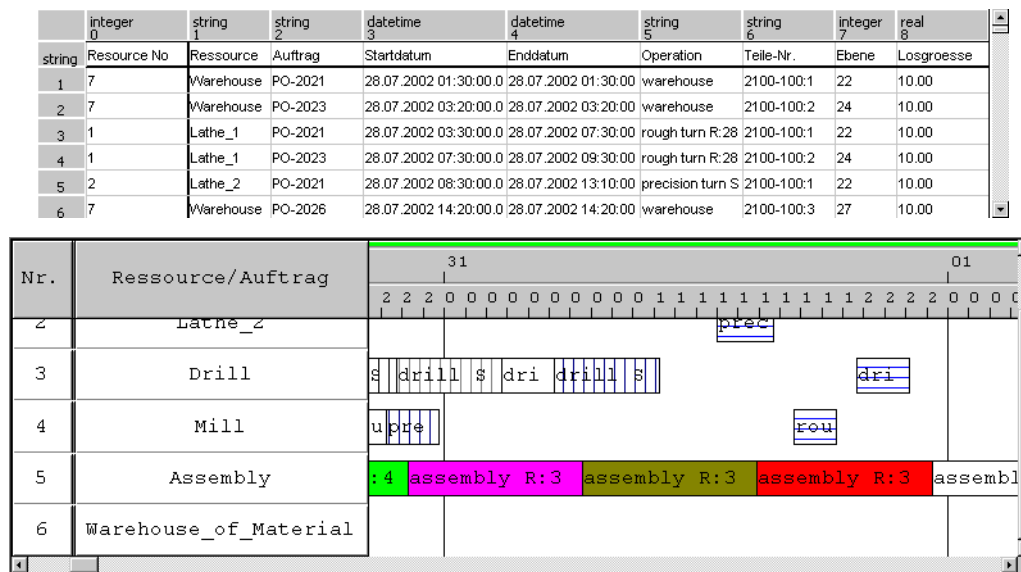 integer string string datetime datetime string string integer real
0 1 2 3 4 5 6 7 8
string Resource No Ressource Auftrag Startdatum Enddatum Operation Teile-Nr. Ebene Losgroesse
1 7 Warehouse PO-2021 28.07.2002 01:30:00.0 28.07.2002 01:30:00 warehouse 2100-100:1 22 10.00
2 7 Warehouse PO-2023 28.07.2002 03:20:00.0 28.07.2002 03:20:00 warehouse 2100-100:2 24 10.00
3 1 Lathe_1 PO-2021 28.07.2002 03:30:00.0 28.07.2002 07:30:00 rough turn R:28 2100-100:1 22 10.00
4 1 Lathe_1 PO-2023 28.07.2002 07:30:00.0 28.07.2002 09:30:00 rough turn R:28 2100-100:2 24 10.00
5 2 Lathe_2 PO-2021 28.07.2002 08:30:00.0 28.07.2002 13:10:00 precision turn S 2100-100:1 22 10.00
6 7 Warehouse PO-2026 28.07.2002 14:20:00.0 28.07.2002 14:20:00 warehouse 2100-100:3 27 10.00
31 01
Nr. Ressource/Auftrag
2 2 2 0 0 0 0 0 0 0 0 0 0 1 1 1 1 1 1 1 1 1 1 2 2 2 2 0 0 0 0
2 Lathe_2 prec
3 Drill S drill S dri drill S dri
4 Mill u pre rou
5 Assembly :4 assembly R:3 assembly R:3 assembly R:3 assembl
6 Warehouse_of_Material